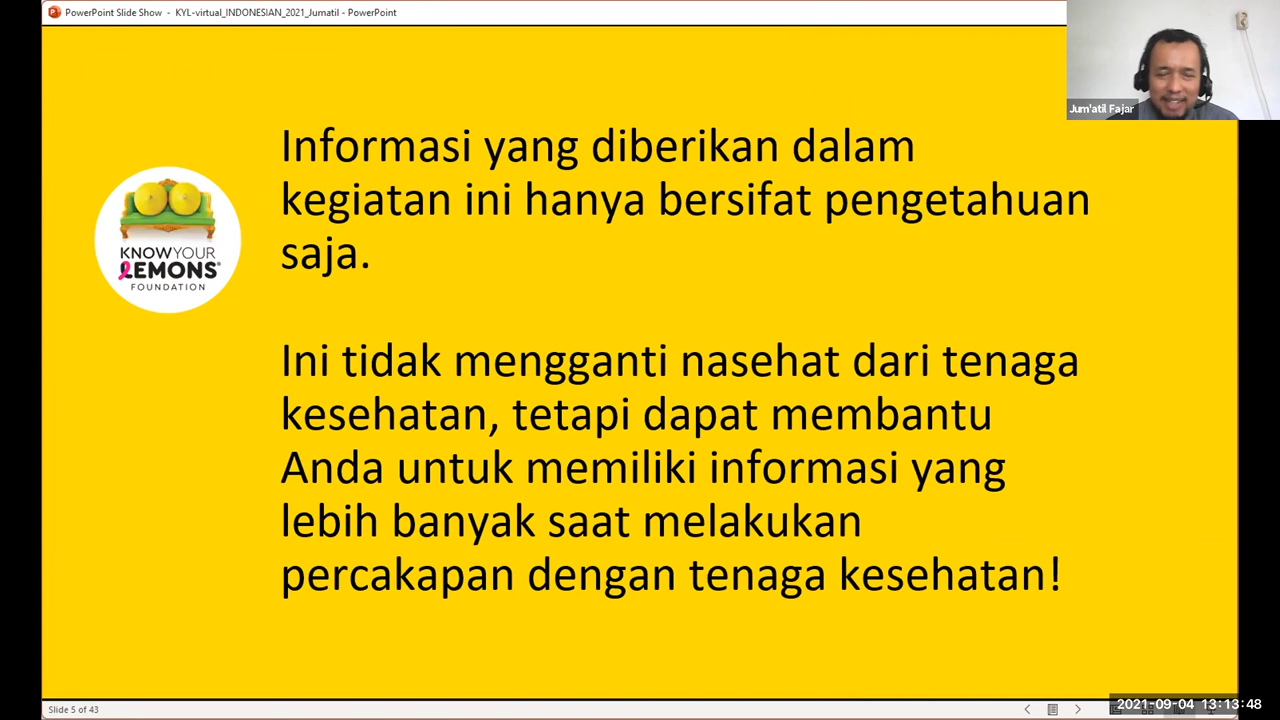 PowerPoint Slide Show - KYL-virtual_INDONESIAN_2021_Jumatil - PowerPoint
Jum'atil Fajar
Informasi yang diberikan dalam
kegiatan ini hanya bersifat pengetahuan
saja.
KNOW YOUR
LEMONS®
FOUNDATION
Ini tidak mengganti nasehat dari tenaga
kesehatan, tetapi dapat membantu
Anda untuk memiliki informasi yang
lebih banyak saat melakukan
percakapan dengan tenaga kesehatan!
Slide 5 of 43
2021-09-04 13:13:48